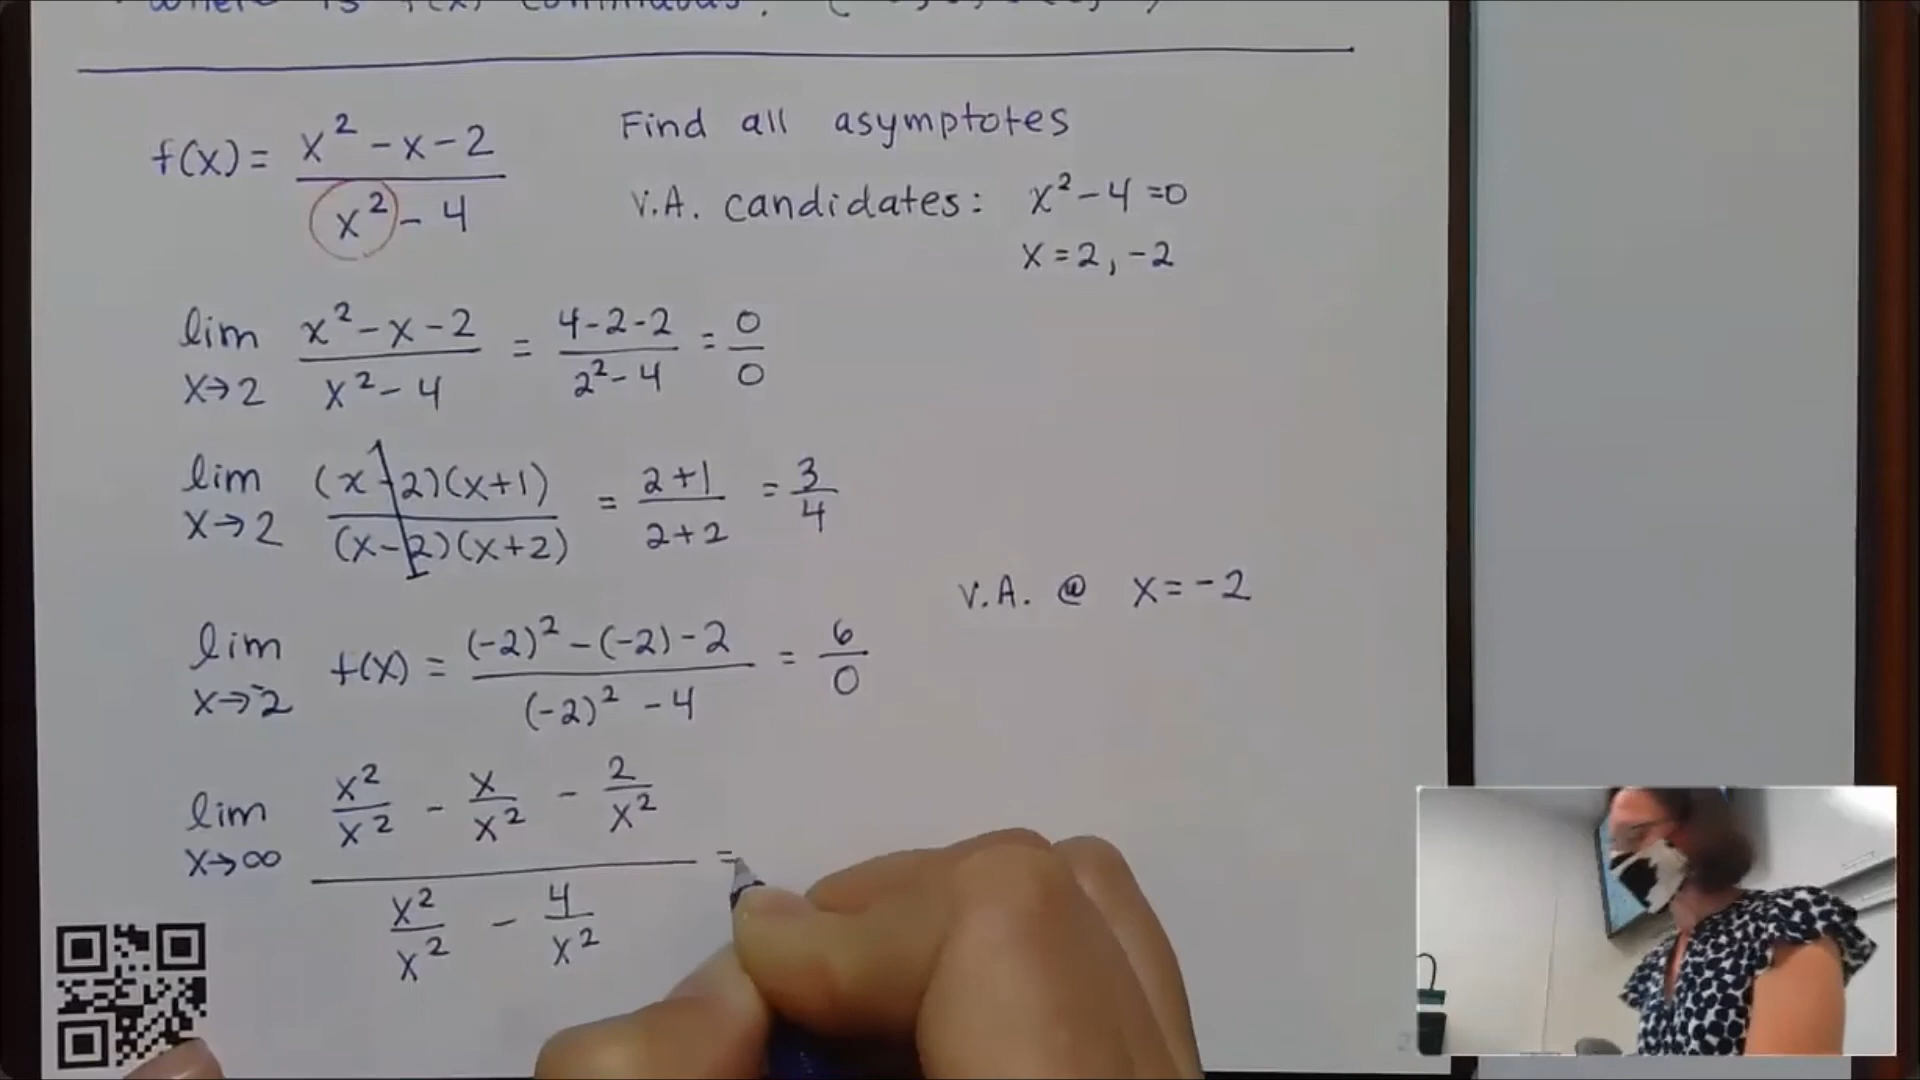 Where is f(x) continuous?
f(x) = (x² - x - 2)/(x² - 4)
Find all asymptotes
V.A. candidates: x² - 4 = 0
x = 2, -2
lim x→2 (x² - x - 2)/(x² - 4) = (4 - 2 - 2)/(2² - 4) = 0/0
lim x→2 ((x - 2)(x + 1))/((x - 2)(x + 2)) = (2 + 1)/(2 + 2) = 3/4
V.A. @ x = -2
lim x→-2 f(x) = ((-2)² - (-2) - 2)/((-2)² - 4) = 6/0
lim x→∞ (x²/x² - x/x² - 2/x²)/(x²/x² - 4/x²) =